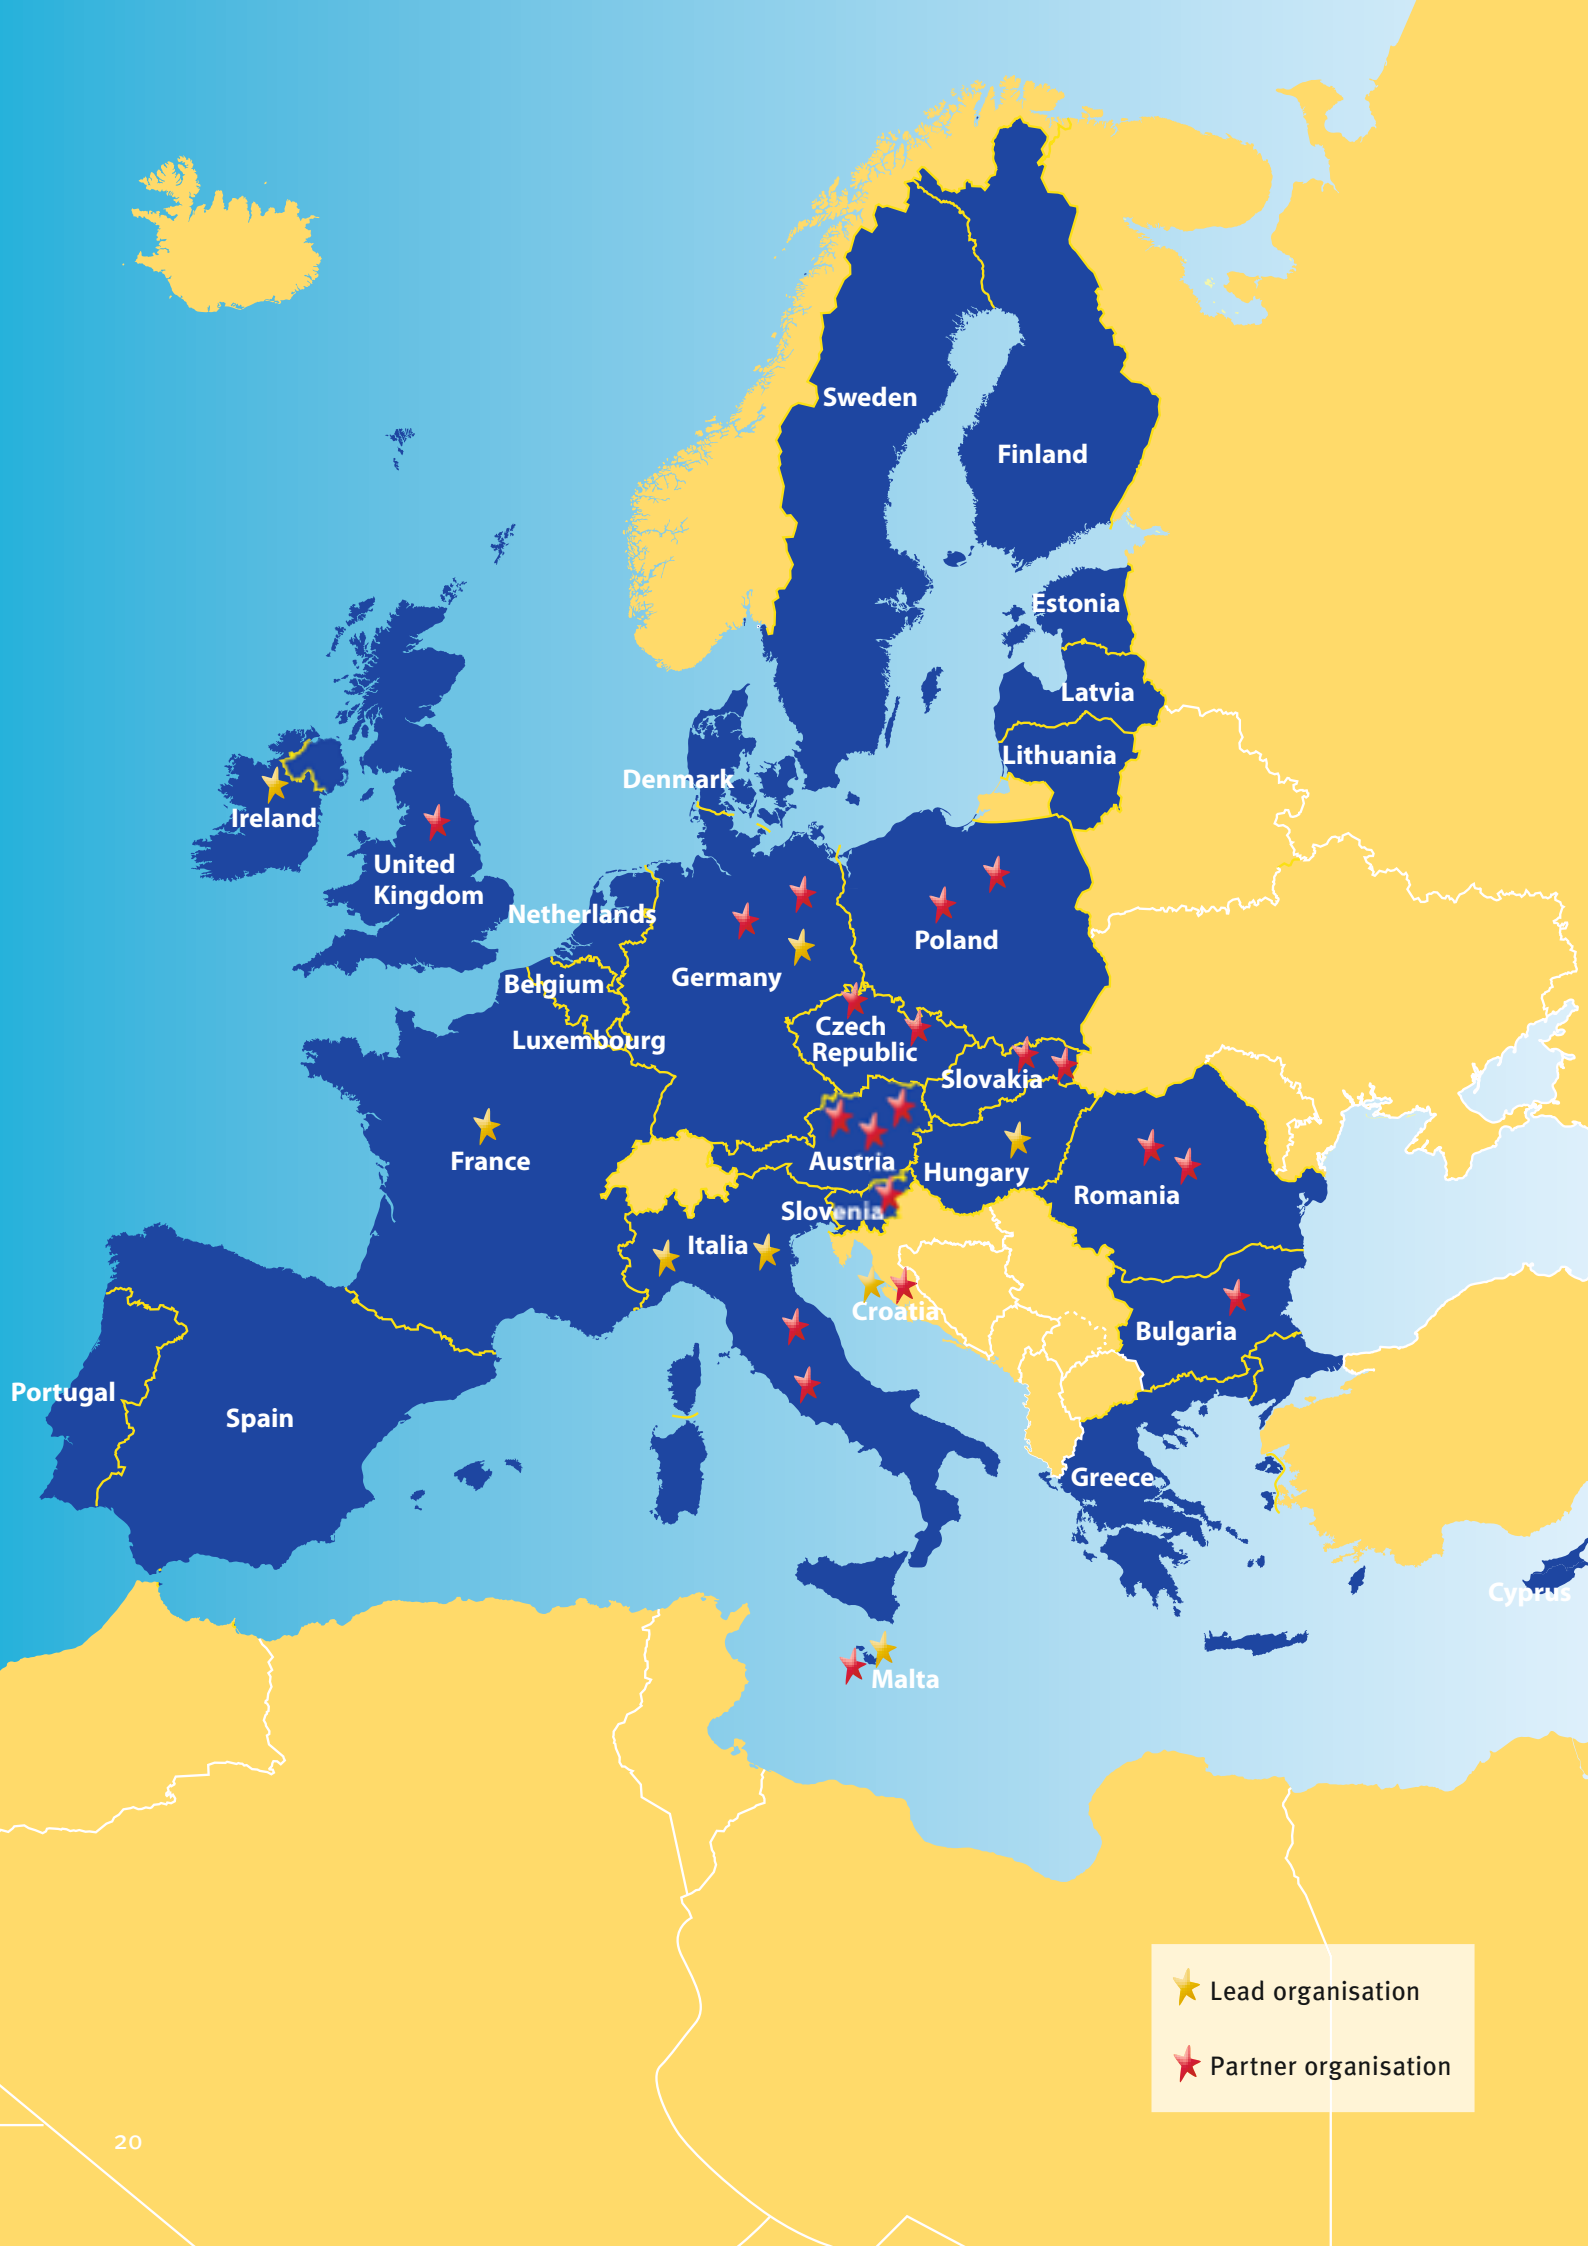 Sweden
Finland
Estonia
Latvia
Lithuania
Denmark
Ireland
United
Kingdom
Netherlands
Poland
Germany
Belgium
Czech
Republic
Luxembourg
Slovakia
France
Austria
Hungary
Romania
Slovenia
Italia
Croatia
Bulgaria
Portugal
Spain
Greece
Cyprus
Malta
Lead organisation
Partner organisation
20